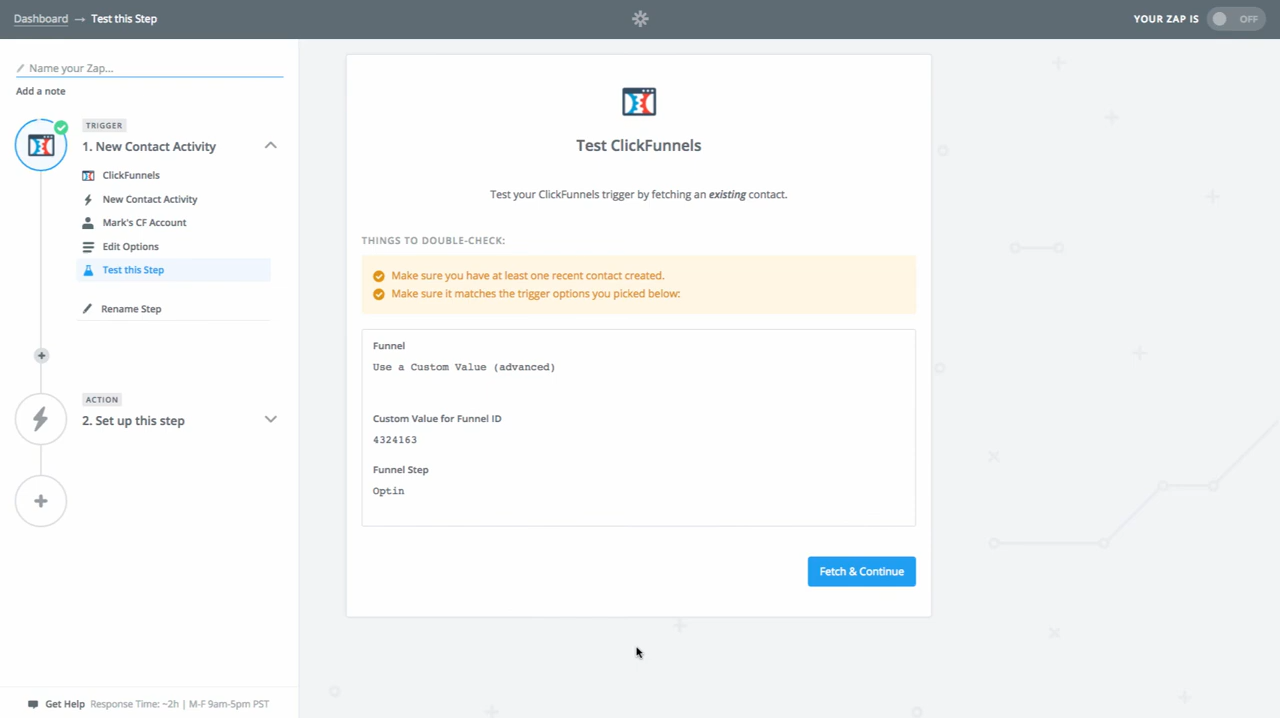 Dashboard → Test this Step
YOUR ZAP IS OFF
Name your Zap...
Add a note
TRIGGER
1. New Contact Activity
ClickFunnels
New Contact Activity
Mark's CF Account
Edit Options
Test this Step
Rename Step
ACTION
2. Set up this step
Get Help Response Time: ~2h | M-F 9am-5pm PST
Test ClickFunnels
Test your ClickFunnels trigger by fetching an existing contact.
THINGS TO DOUBLE-CHECK:
Make sure you have at least one recent contact created.
Make sure it matches the trigger options you picked below:
Funnel
Use a Custom Value (advanced)
Custom Value for Funnel ID
4324163
Funnel Step
Optin
Fetch & Continue